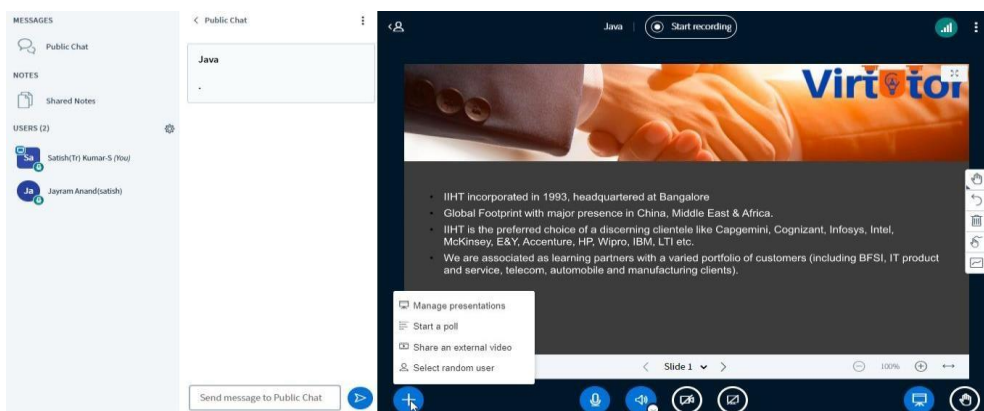 MESSAGES
Public Chat
NOTES
Shared Notes
USERS (2)
Sa Satish(Tr) Kumar-S (You)
Ja Jayram Anand(satish)
Public Chat
Java
.
Send message to Public Chat
Java
Start recording
Virtutor
• IIHT incorporated in 1993, headquartered at Bangalore
• Global Footprint with major presence in China, Middle East & Africa.
• IIHT is the preferred choice of a discerning clientele like Capgemini, Cognizant, Infosys, Intel,
McKinsey, E&Y, Accenture, HP, Wipro, IBM, LTI etc.
• We are associated as learning partners with a varied portfolio of customers (including BFSI, IT product
and service, telecom, automobile and manufacturing clients).
Manage presentations
Start a poll
Share an external video
Select random user
Slide 1
100%